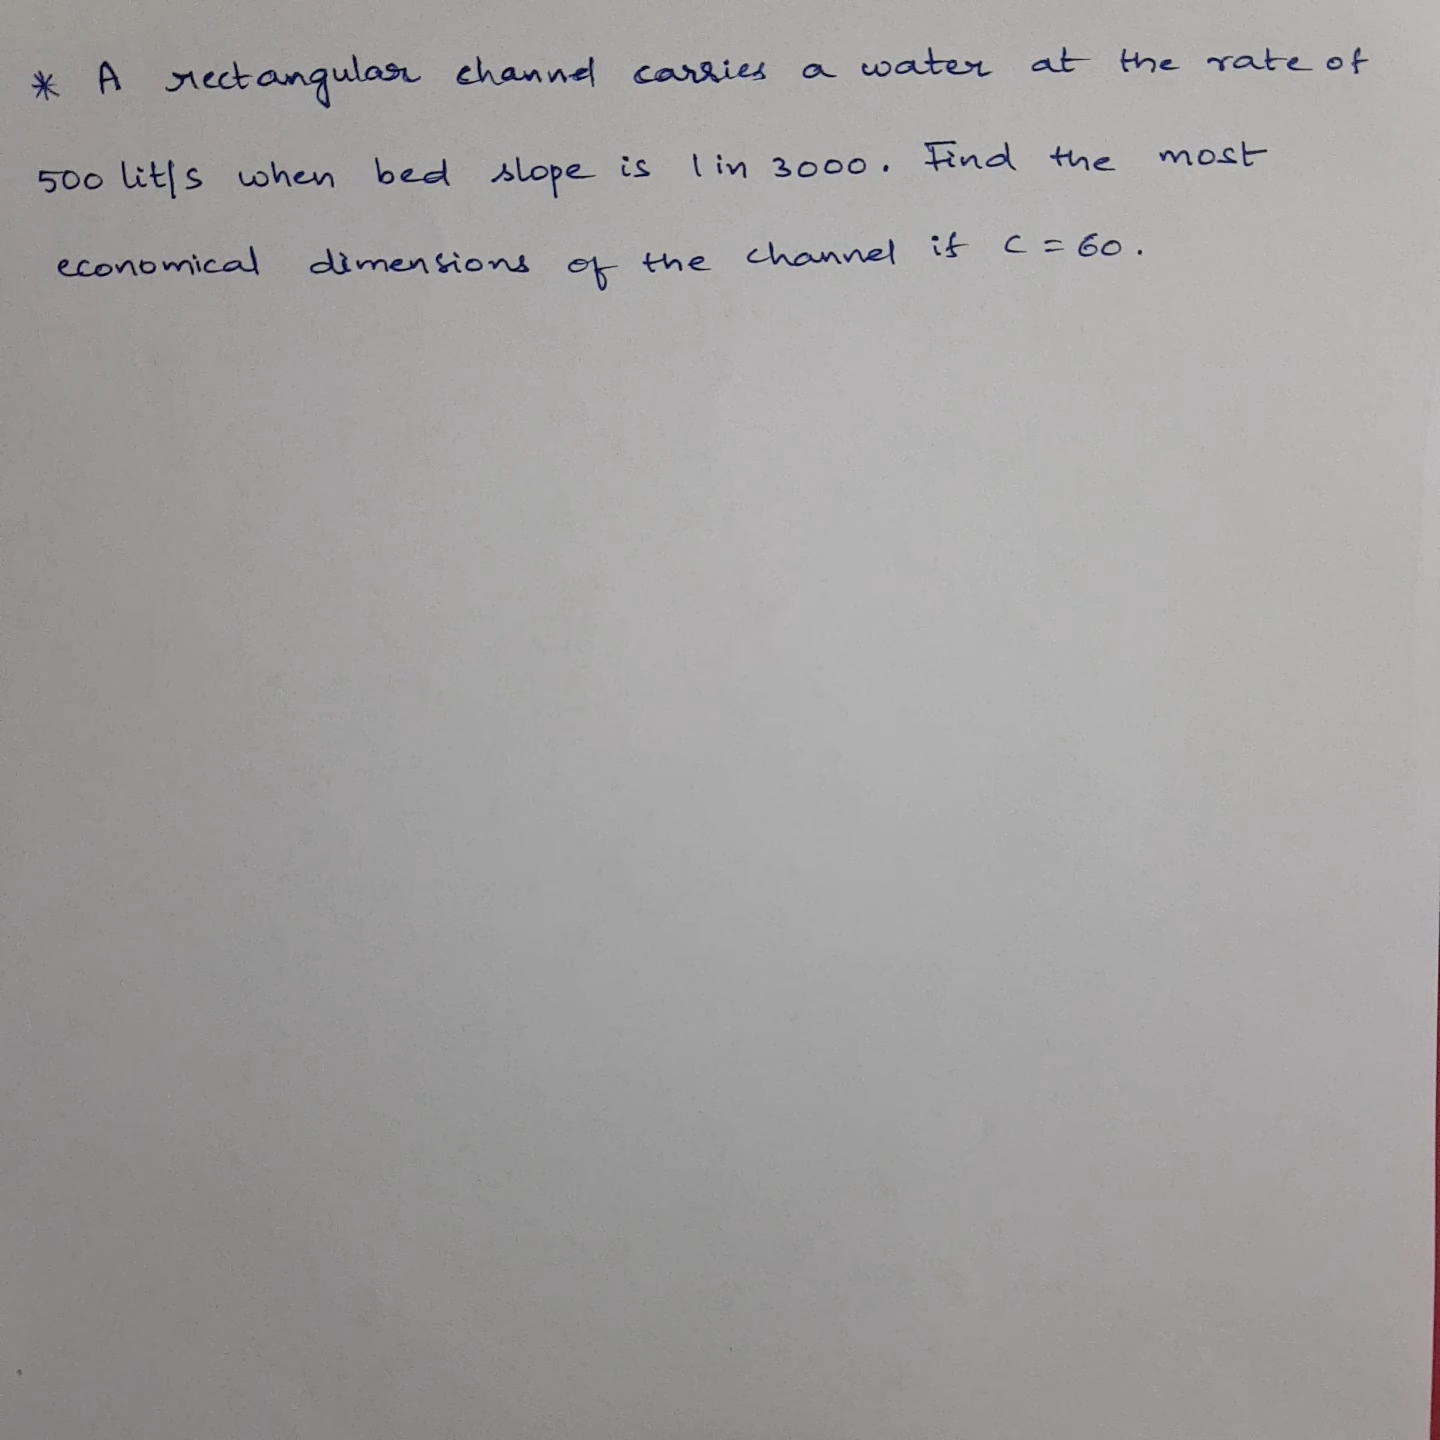 * A rectangular channel carries a water at the rate of
500 lit/s when bed slope is 1 in 3000. Find the most
economical dimensions of the channel if C = 60.